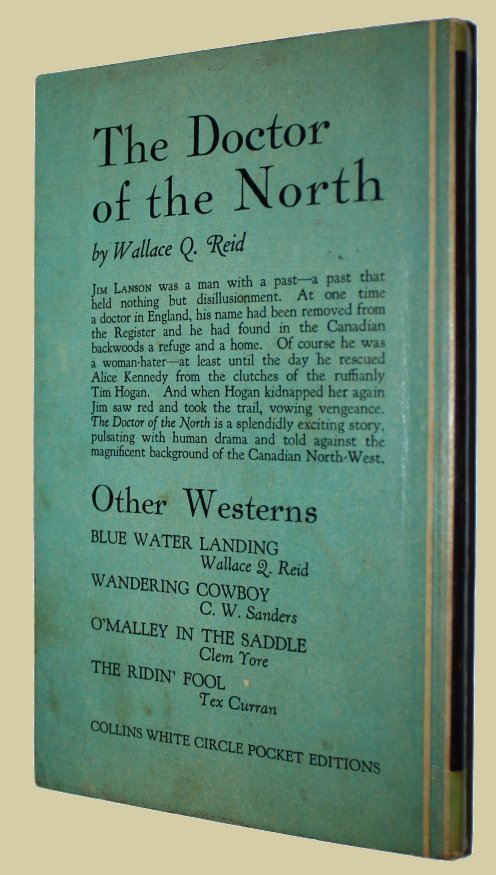 The Doctor
of the North
by Wallace Q. Reid
JIM LANSON was a man with a past—a past that
held nothing but disillusionment. At one time
a doctor in England, his name had been removed from
the Register and he had found in the Canadian
backwoods a refuge and a home. Of course he was
a woman-hater—at least until the day he rescued
Alice Kennedy from the clutches of the ruffianly
Tim Hogan. And when Hogan kidnapped her again
Jim saw red and took the trail, vowing vengeance.
The Doctor of the North is a splendidly exciting story,
pulsating with human drama and told against the
magnificent background of the Canadian North-West.
Other Westerns
BLUE WATER LANDING
Wallace Q. Reid
WANDERING COWBOY
C. W. Sanders
O'MALLEY IN THE SADDLE
Clem Yore
THE RIDIN' FOOL
Tex Curran
COLLINS WHITE CIRCLE POCKET EDITIONS